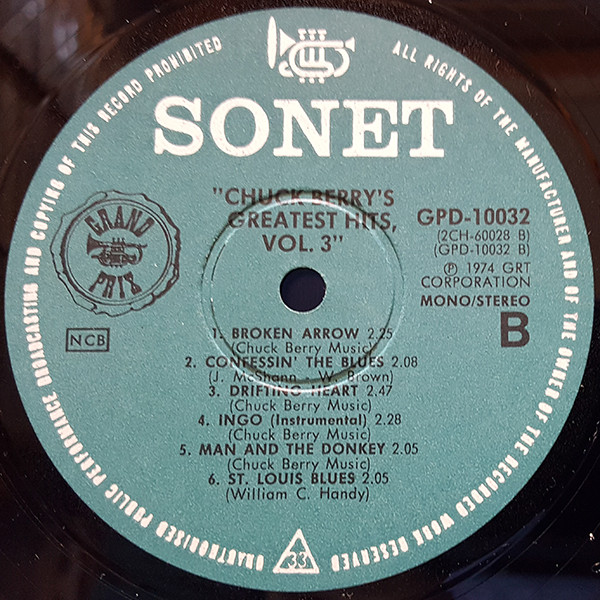 UNAUTHORISED PUBLIC PERFORMANCE BROADCASTING AND COPYING OF THIS RECORD PROHIBITED
ALL RIGHTS OF THE MANUFACTURER AND OF THE OWNER OF THE RECORDED WORK RESERVED
SONET
"CHUCK BERRY'S
GREATEST HITS,
VOL. 3"
GRAND
PRIX
GPD-10032
(2CH-60028 B)
(GPD-10032 B)
℗ 1974 GRT
CORPORATION
MONO/STEREO
B
NCB
1. BROKEN ARROW 2.25
(Chuck Berry Music)
2. CONFESSIN' THE BLUES 2.08
(J. McShann - W. Brown)
3. DRIFTING HEART 2.47
(Chuck Berry Music)
4. INGO (Instrumental) 2.28
(Chuck Berry Music)
5. MAN AND THE DONKEY 2.05
(Chuck Berry Music)
6. ST. LOUIS BLUES 2.05
(William C. Handy)
33